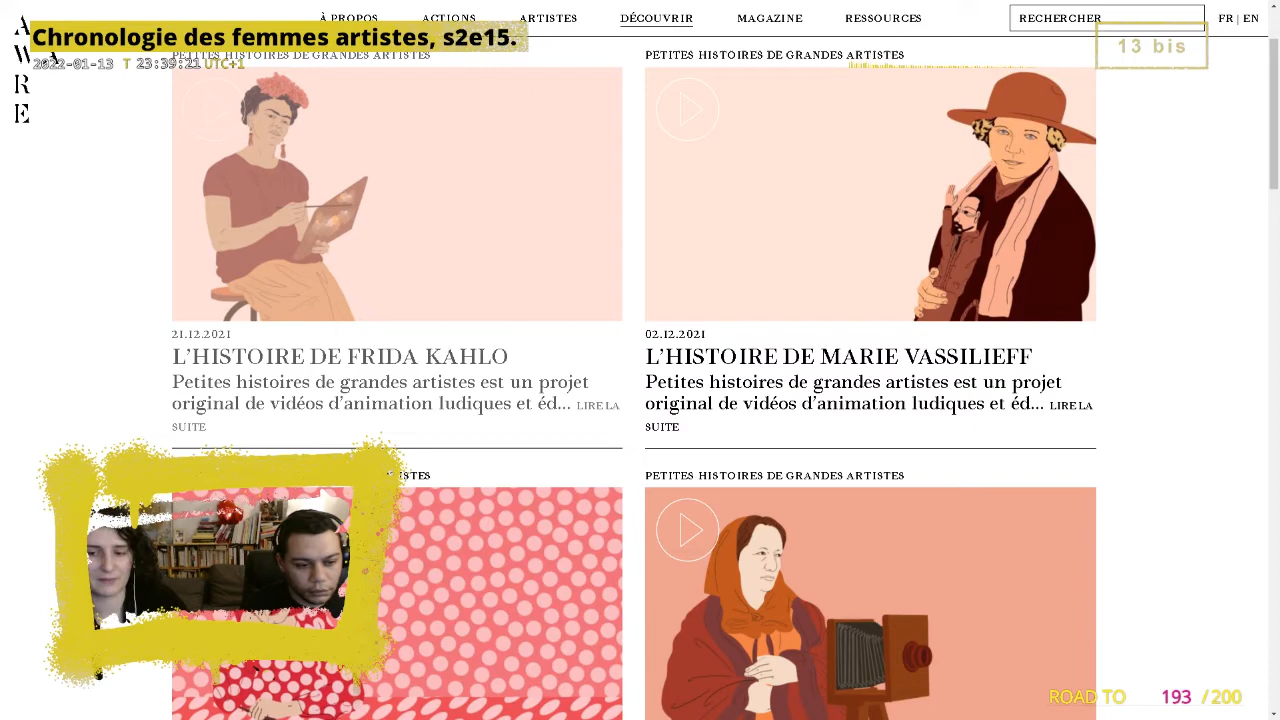 À PROPOS
ACTIONS
ARTISTES
DÉCOUVRIR
MAGAZINE
RESSOURCES
RECHERCHER
FR | EN
A
W
A
R
E
Chronologie des femmes artistes, s2e15.
2022-01-13 T 23:39:21 UTC+1
13 bis
PETITES HISTOIRES DE GRANDES ARTISTES
21.12.2021
L’HISTOIRE DE FRIDA KAHLO
Petites histoires de grandes artistes est un projet
original de vidéos d’animation ludiques et éd... LIRE LA
SUITE
PETITES HISTOIRES DE GRANDES ARTISTES
02.12.2021
L’HISTOIRE DE MARIE VASSILIEFF
Petites histoires de grandes artistes est un projet
original de vidéos d’animation ludiques et éd... LIRE LA
SUITE
PETITES HISTOIRES DE GRANDES ARTISTES
ROAD TO 193 / 200